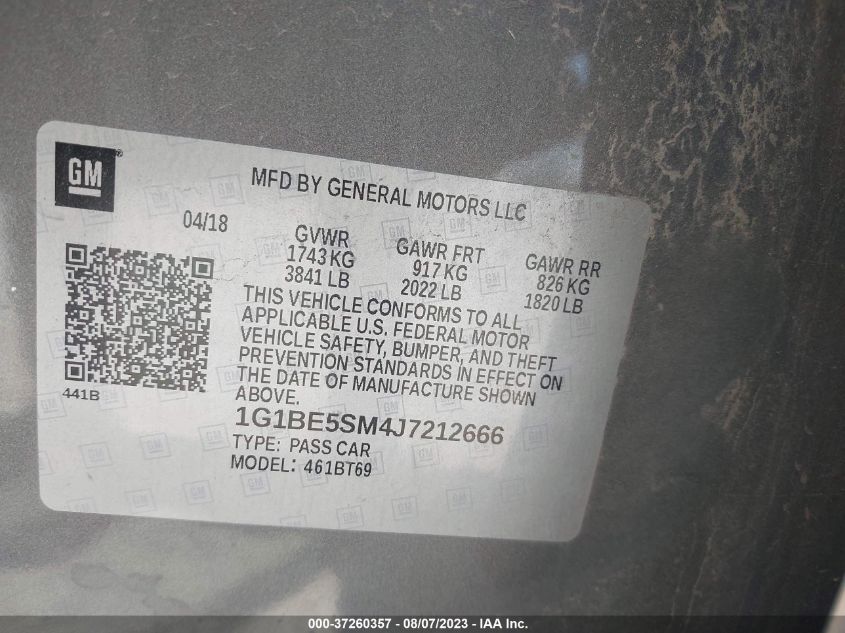 GM®
MFD BY GENERAL MOTORS LLC
04/18
GVWR
1743 KG
3841 LB
GAWR FRT
917 KG
2022 LB
GAWR RR
826 KG
1820 LB
THIS VEHICLE CONFORMS TO ALL
APPLICABLE U.S. FEDERAL MOTOR
VEHICLE SAFETY, BUMPER, AND THEFT
PREVENTION STANDARDS IN EFFECT ON
THE DATE OF MANUFACTURE SHOWN
ABOVE.
441B
1G1BE5SM4J7212666
TYPE: PASS CAR
MODEL: 461BT69
000-37260357 - 08/07/2023 - IAA Inc.